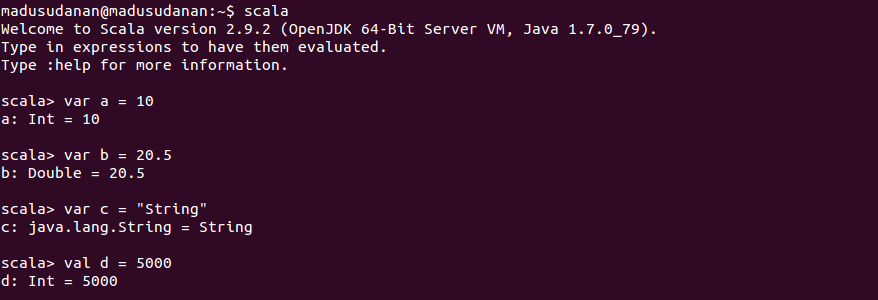 madusudanan@madusudanan:~$ scala
Welcome to Scala version 2.9.2 (OpenJDK 64-Bit Server VM, Java 1.7.0_79).
Type in expressions to have them evaluated.
Type :help for more information.
scala> var a = 10
a: Int = 10
scala> var b = 20.5
b: Double = 20.5
scala> var c = "String"
c: java.lang.String = String
scala> val d = 5000
d: Int = 5000